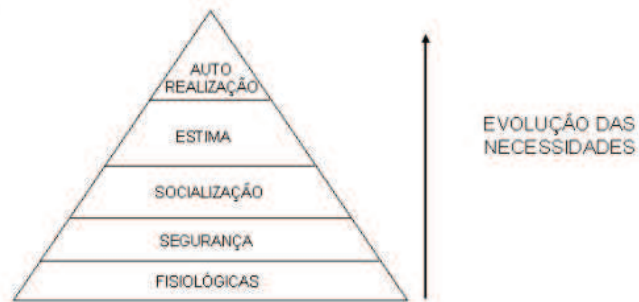 AUTO
REALIZAÇÃO
ESTIMA
SOCIALIZAÇÃO
SEGURANÇA
FISIOLÓGICAS
EVOLUÇÃO DAS
NECESSIDADES